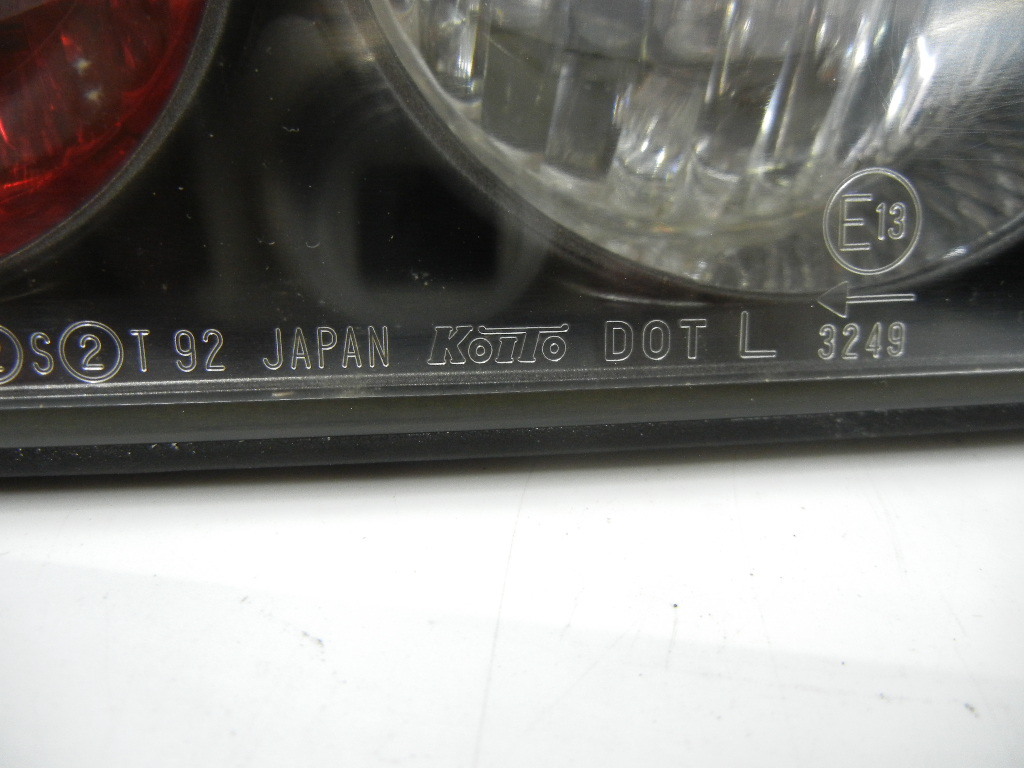 E13
S ② T 92 JAPAN KOITO DOT L 3249